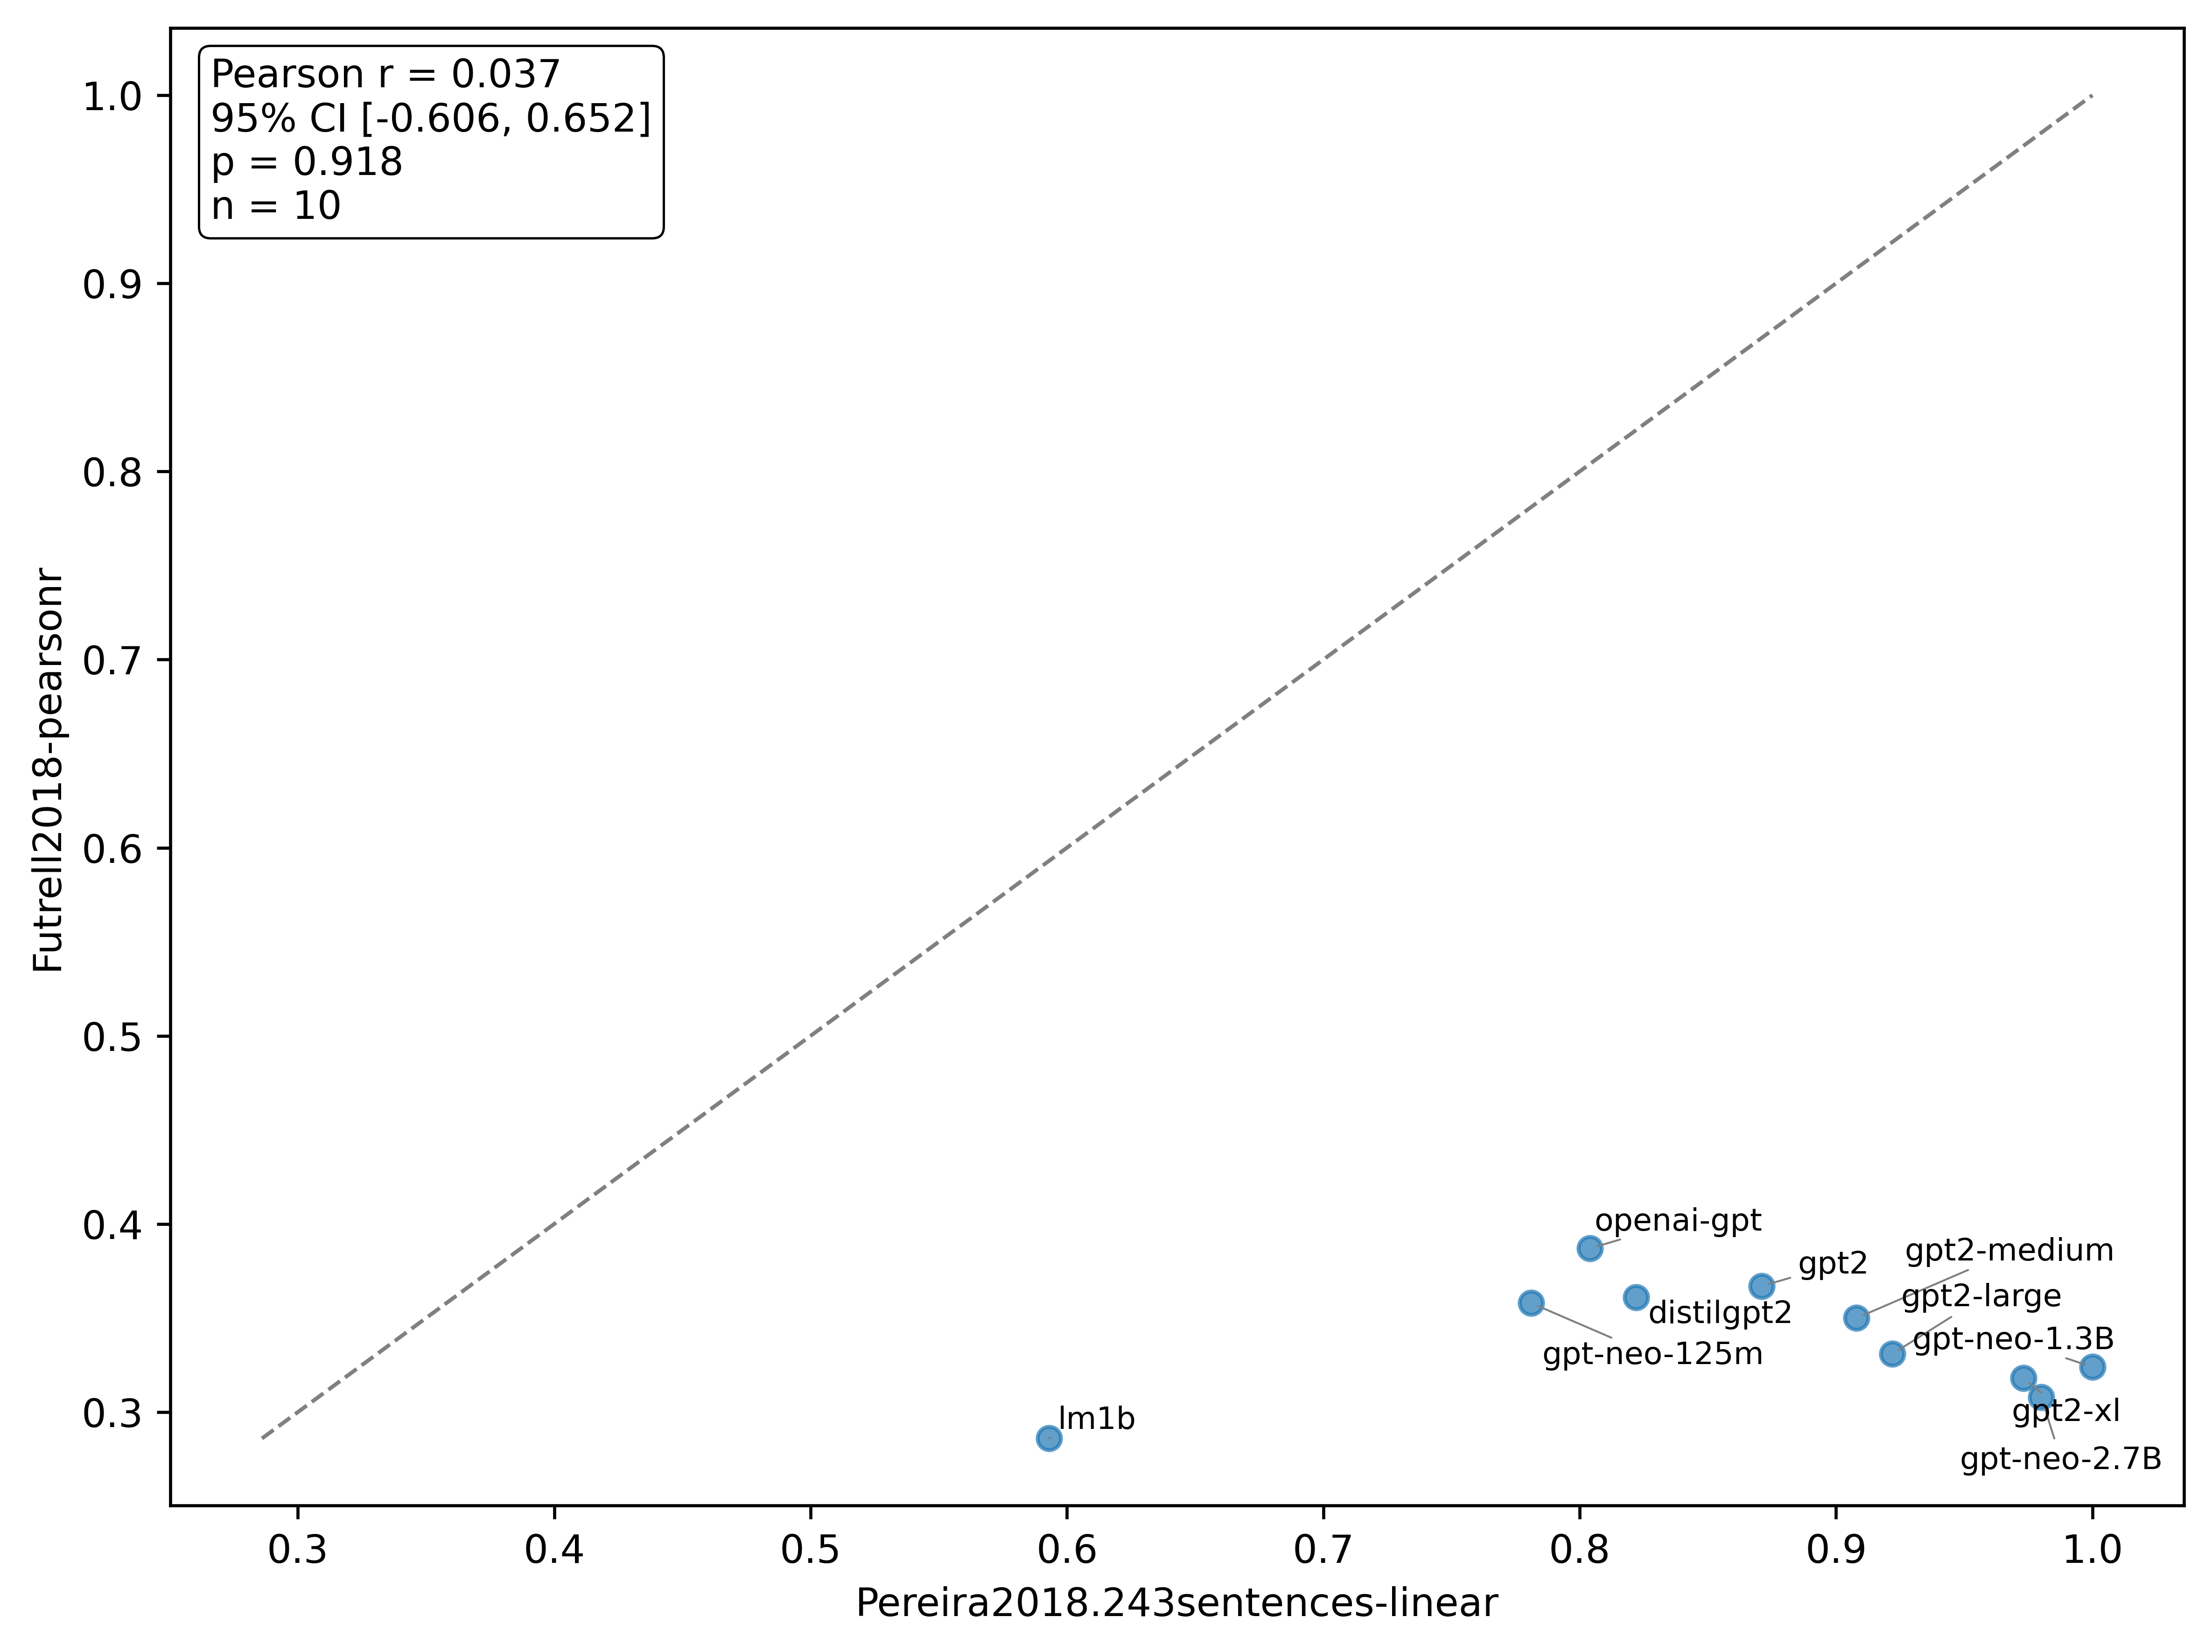 Pearson r = 0.037
95% CI [-0.606, 0.652]
p = 0.918
n = 10
1.0
0.9
0.8
0.7
0.6
0.5
0.4
0.3
Futrell2018-pearsonr
openai-gpt
gpt2-medium
gpt2
gpt2-large
distilgpt2
gpt-neo-1.3B
gpt-neo-125m
gpt2-xl
lm1b
gpt-neo-2.7B
0.3
0.4
0.5
0.6
0.7
0.8
0.9
1.0
Pereira2018.243sentences-linear